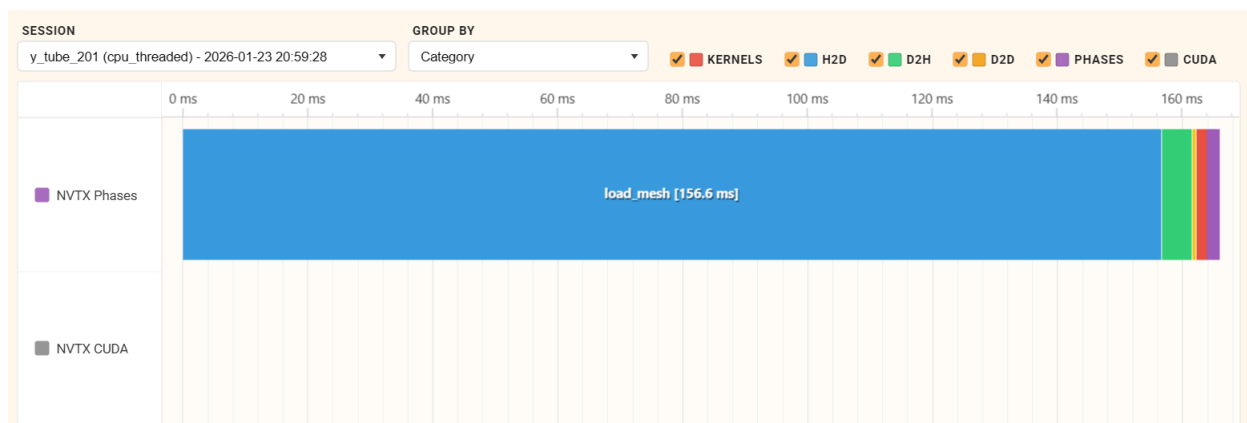 SESSION GROUP BY
y_tube_201 (cpu_threaded) - 2026-01-23 20:59:28 Category KERNELS H2D D2H D2D PHASES CUDA
0 ms 20 ms 40 ms 60 ms 80 ms 100 ms 120 ms 140 ms 160 ms
NVTX Phases load_mesh [156.6 ms]
NVTX CUDA